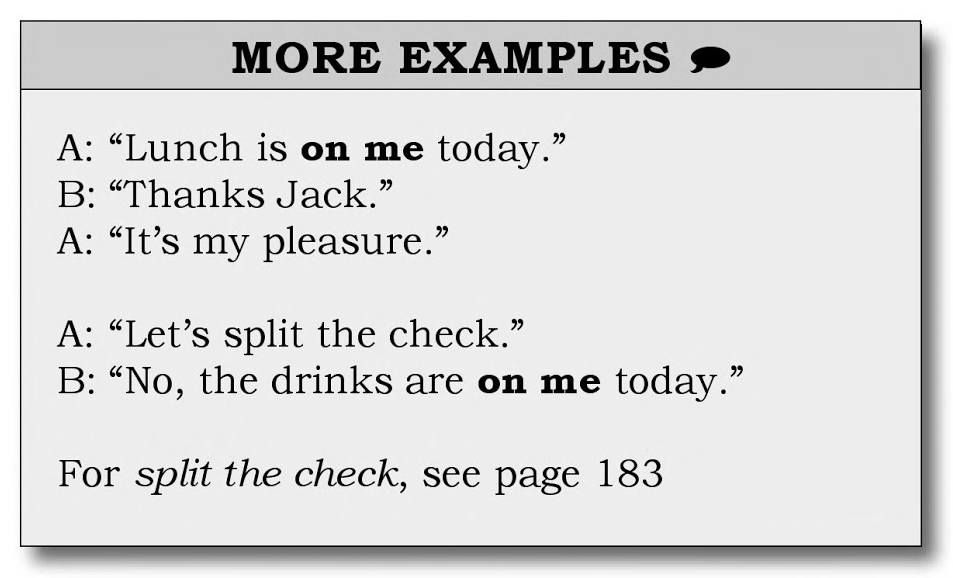 MORE EXAMPLES
A: “Lunch is on me today.”
B: “Thanks Jack.”
A: “It’s my pleasure.”
A: “Let’s split the check.”
B: “No, the drinks are on me today.”
For split the check, see page 183